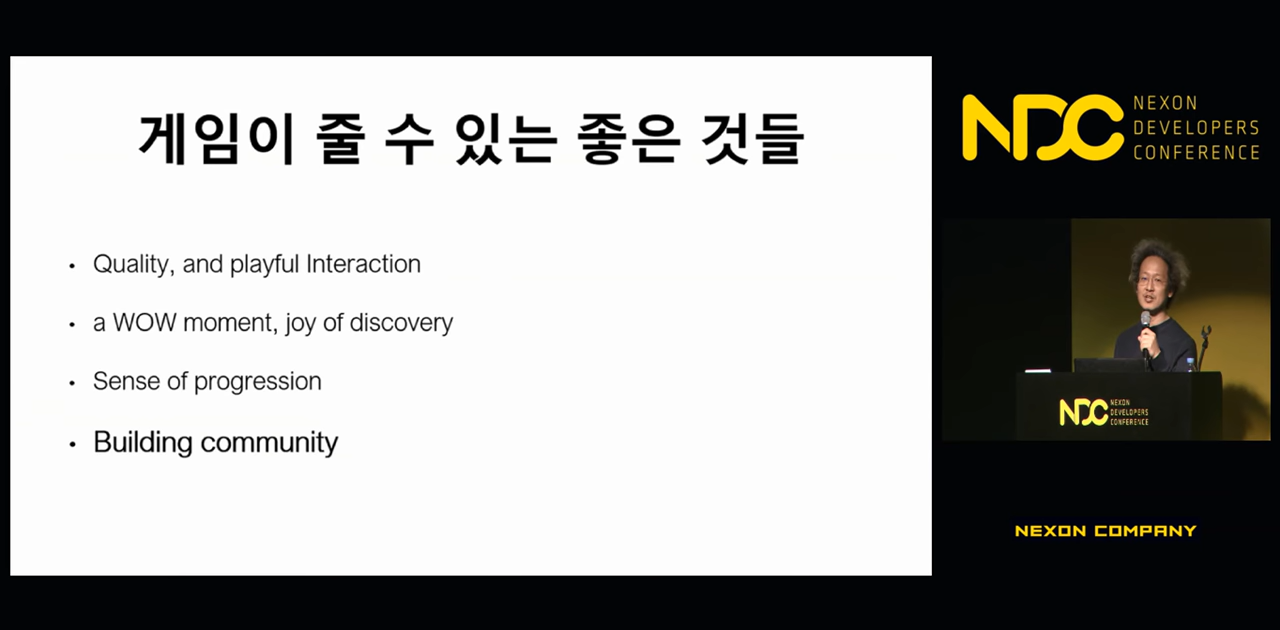 게임이 줄 수 있는 좋은 것들
• Quality, and playful Interaction
• a WOW moment, joy of discovery
• Sense of progression
• Building community
NDC
NEXON
DEVELOPERS
CONFERENCE
NDC
NEXON
DEVELOPERS
CONFERENCE
NEXON COMPANY